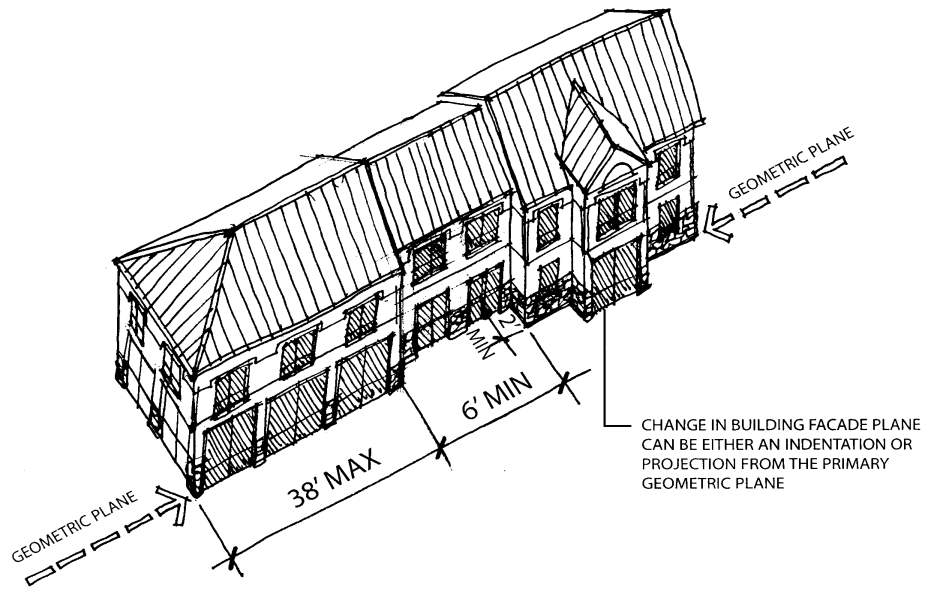 GEOMETRIC PLANE
2'
MIN
6' MIN
38' MAX
CHANGE IN BUILDING FACADE PLANE
CAN BE EITHER AN INDENTATION OR
PROJECTION FROM THE PRIMARY
GEOMETRIC PLANE
GEOMETRIC PLANE